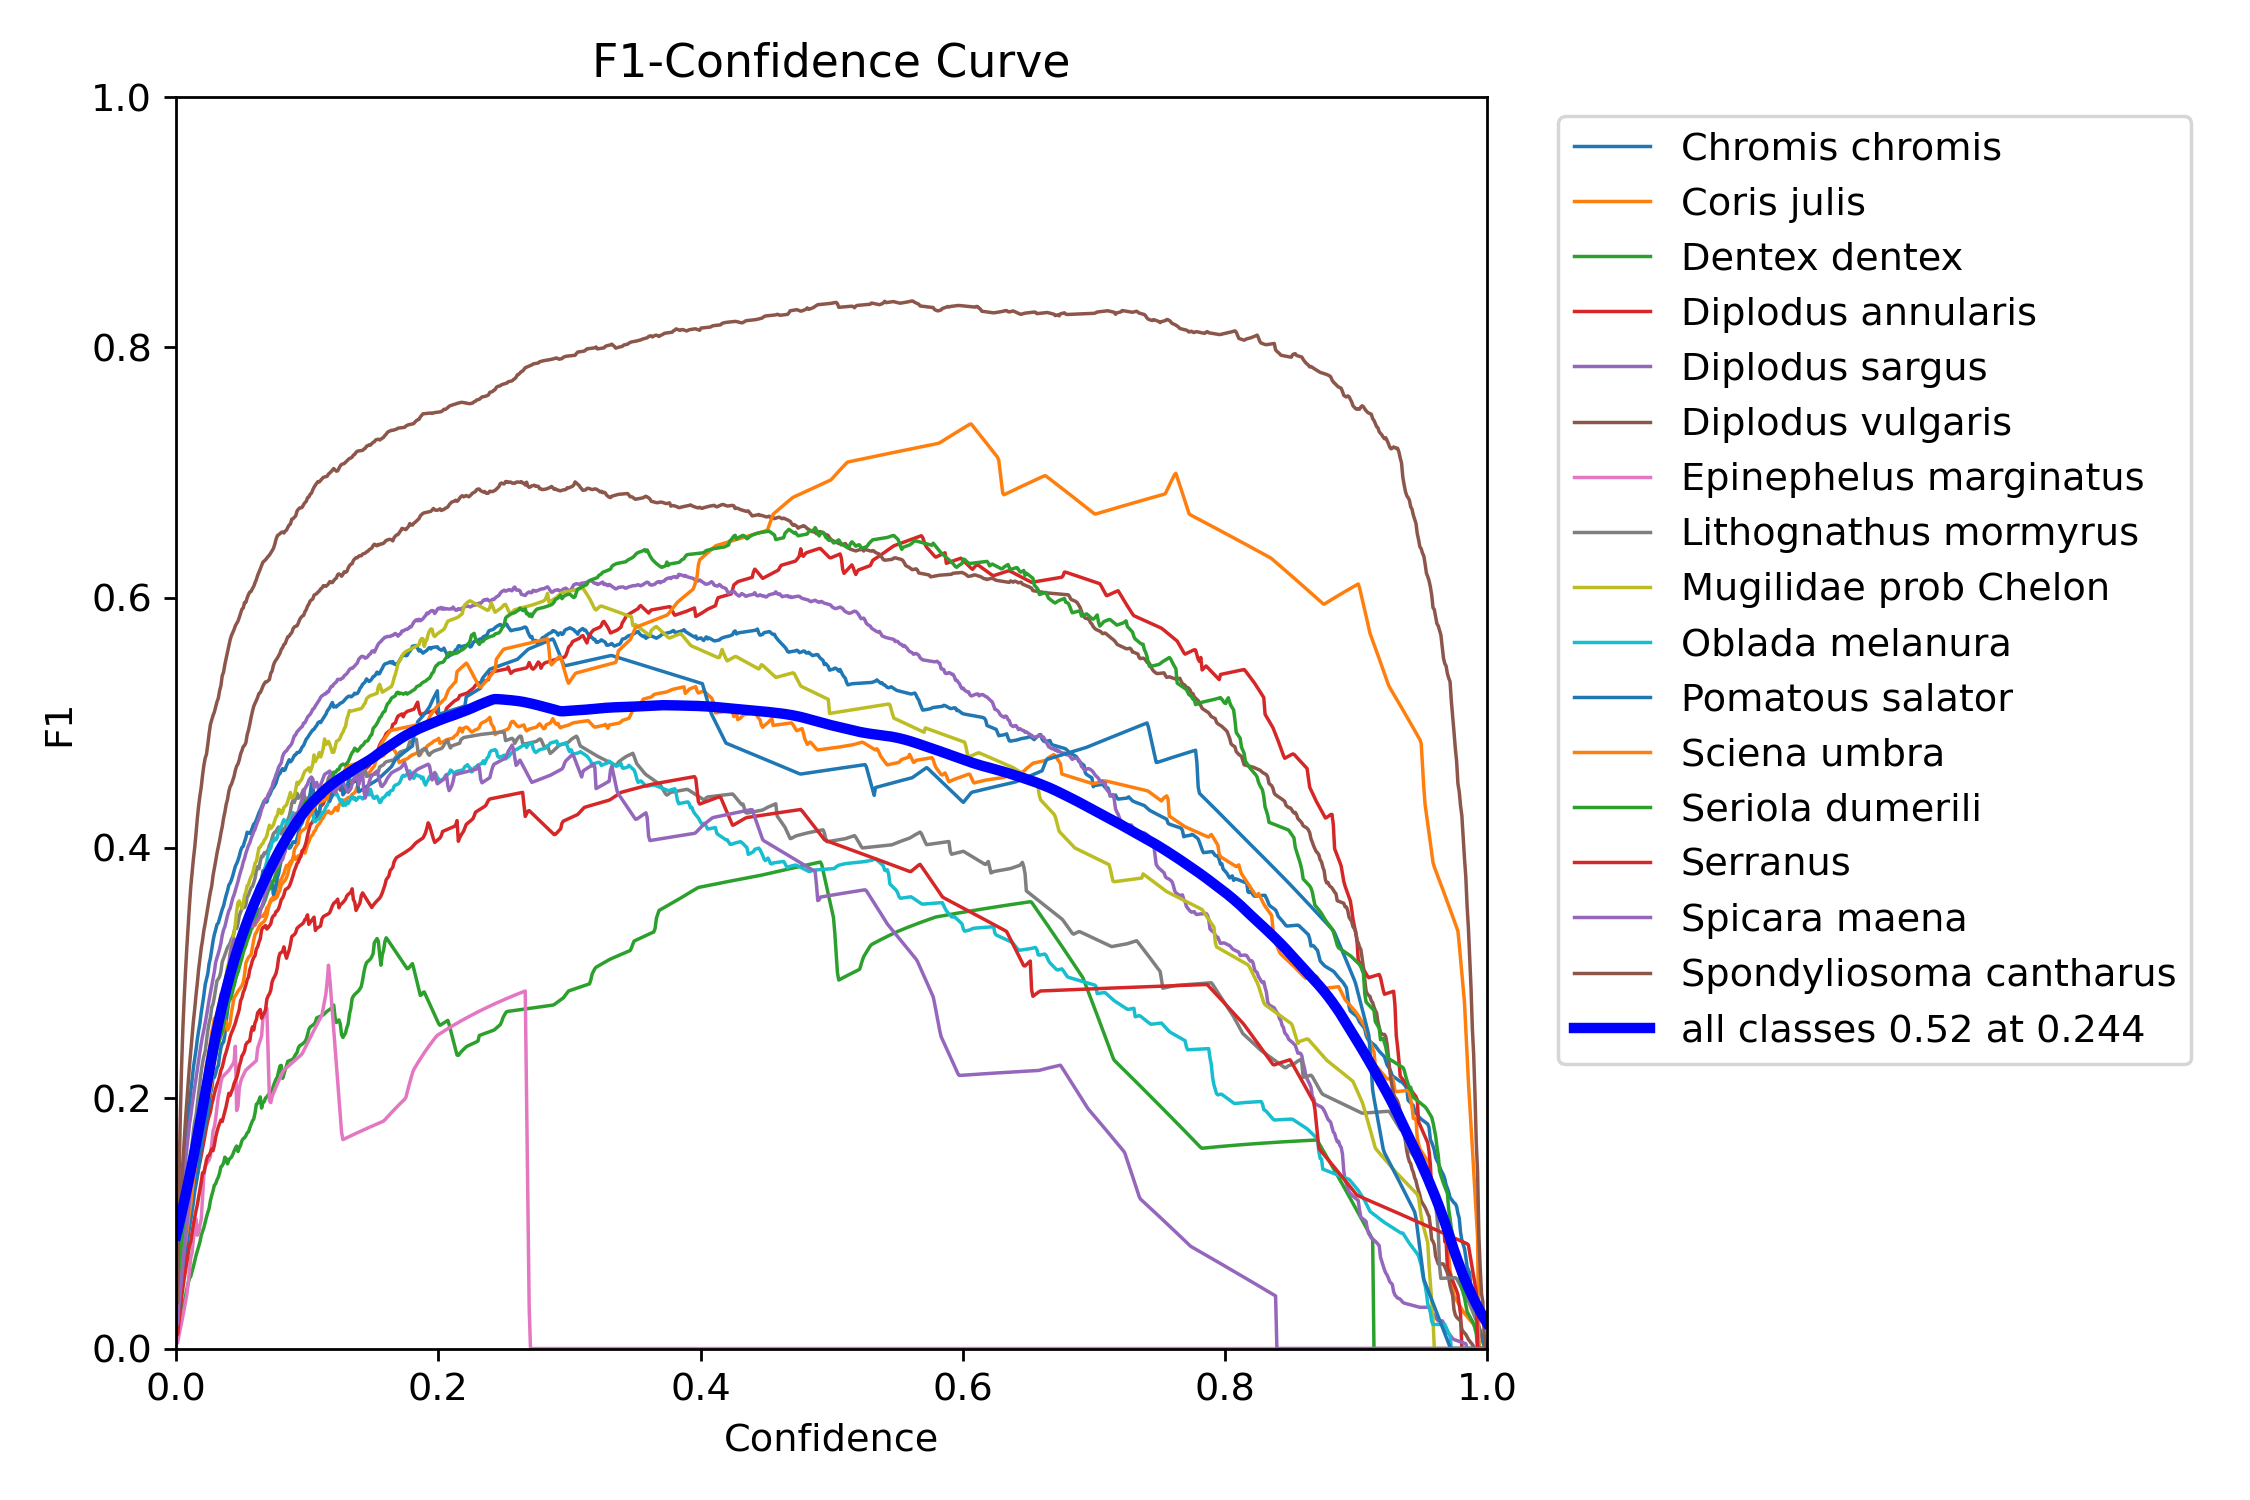 F1-Confidence Curve
1.0
0.8
0.6
0.4
0.2
0.0
F1
0.0 0.2 0.4 0.6 0.8 1.0
Confidence
Chromis chromis
Coris julis
Dentex dentex
Diplodus annularis
Diplodus sargus
Diplodus vulgaris
Epinephelus marginatus
Lithognathus mormyrus
Mugilidae prob Chelon
Oblada melanura
Pomatous salator
Sciena umbra
Seriola dumerili
Serranus
Spicara maena
Spondyliosoma cantharus
all classes 0.52 at 0.244